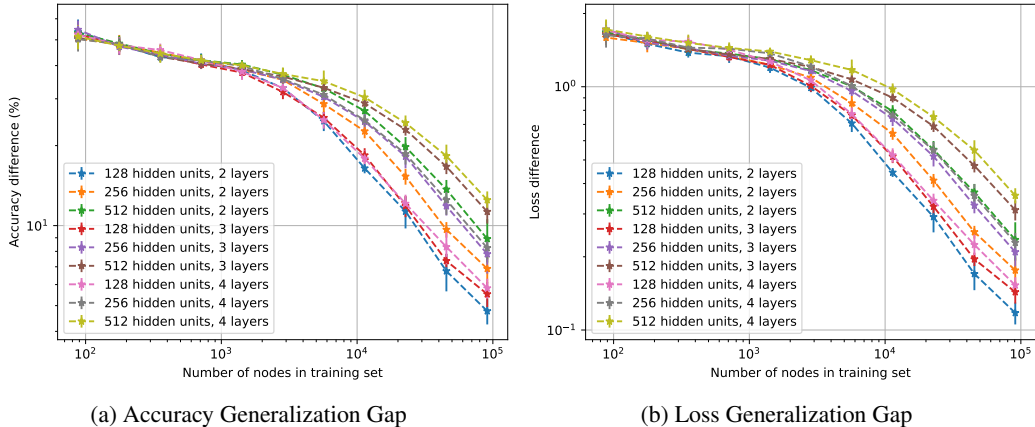 Accuracy difference (%)
10^{-1}
128 hidden units, 2 layers
256 hidden units, 2 layers
512 hidden units, 2 layers
128 hidden units, 3 layers
256 hidden units, 3 layers
512 hidden units, 3 layers
128 hidden units, 4 layers
256 hidden units, 4 layers
512 hidden units, 4 layers
10^2 10^3 10^4 10^5
Number of nodes in training set
(a) Accuracy Generalization Gap
Loss difference
10^0
128 hidden units, 2 layers
256 hidden units, 2 layers
512 hidden units, 2 layers
128 hidden units, 3 layers
256 hidden units, 3 layers
512 hidden units, 3 layers
128 hidden units, 4 layers
256 hidden units, 4 layers
512 hidden units, 4 layers
10^{-1}
10^2 10^3 10^4 10^5
Number of nodes in training set
(b) Loss Generalization Gap